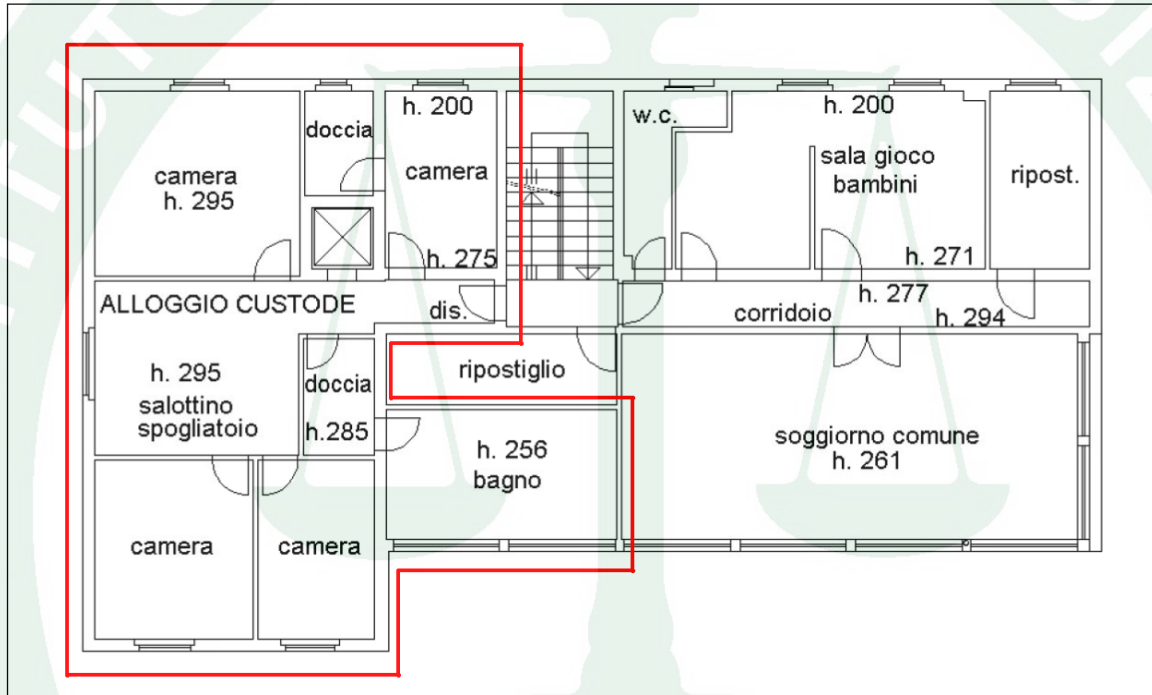 h. 200
doccia
camera
h. 295
camera
h. 275
w.c.
h. 200
sala gioco
bambini
ripost.
h. 271
h. 277
ALLOGGIO CUSTODE
dis.
corridoio
h. 294
h. 295
salottino
spogliatoio
doccia
h.285
ripostiglio
h. 256
bagno
soggiorno comune
h. 261
camera
camera